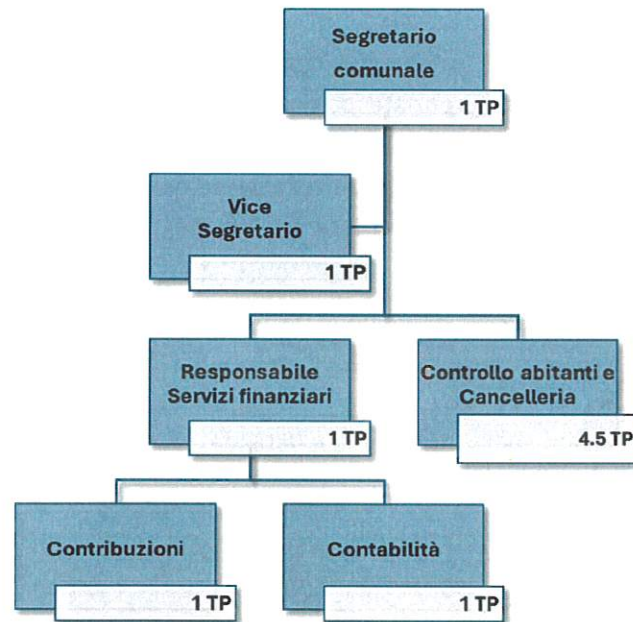 Segretario
comunale
1 TP
Vice
Segretario
1 TP
Responsabile
Servizi finanziari
1 TP
Controllo abitanti e
Cancelleria
4.5 TP
Contribuzioni
1 TP
Contabilità
1 TP